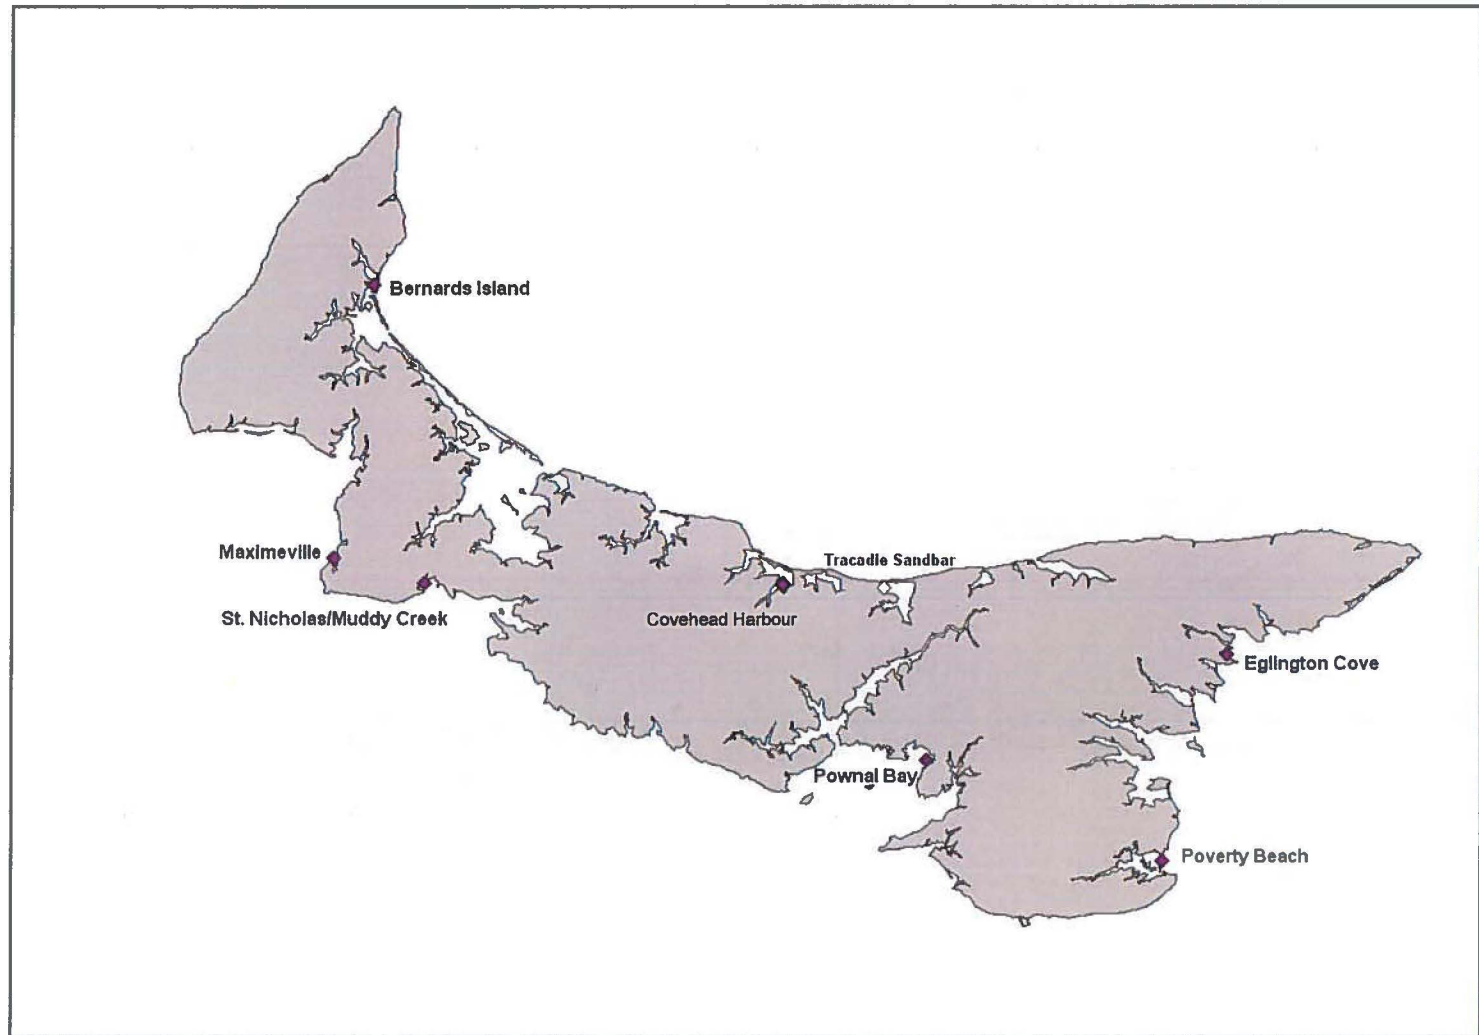 Bernards Island
Maximeville
Tracadie Sandbar
St. Nicholas/Muddy Creek
Covehead Harbour
Eglington Cove
Pownal Bay
Poverty Beach